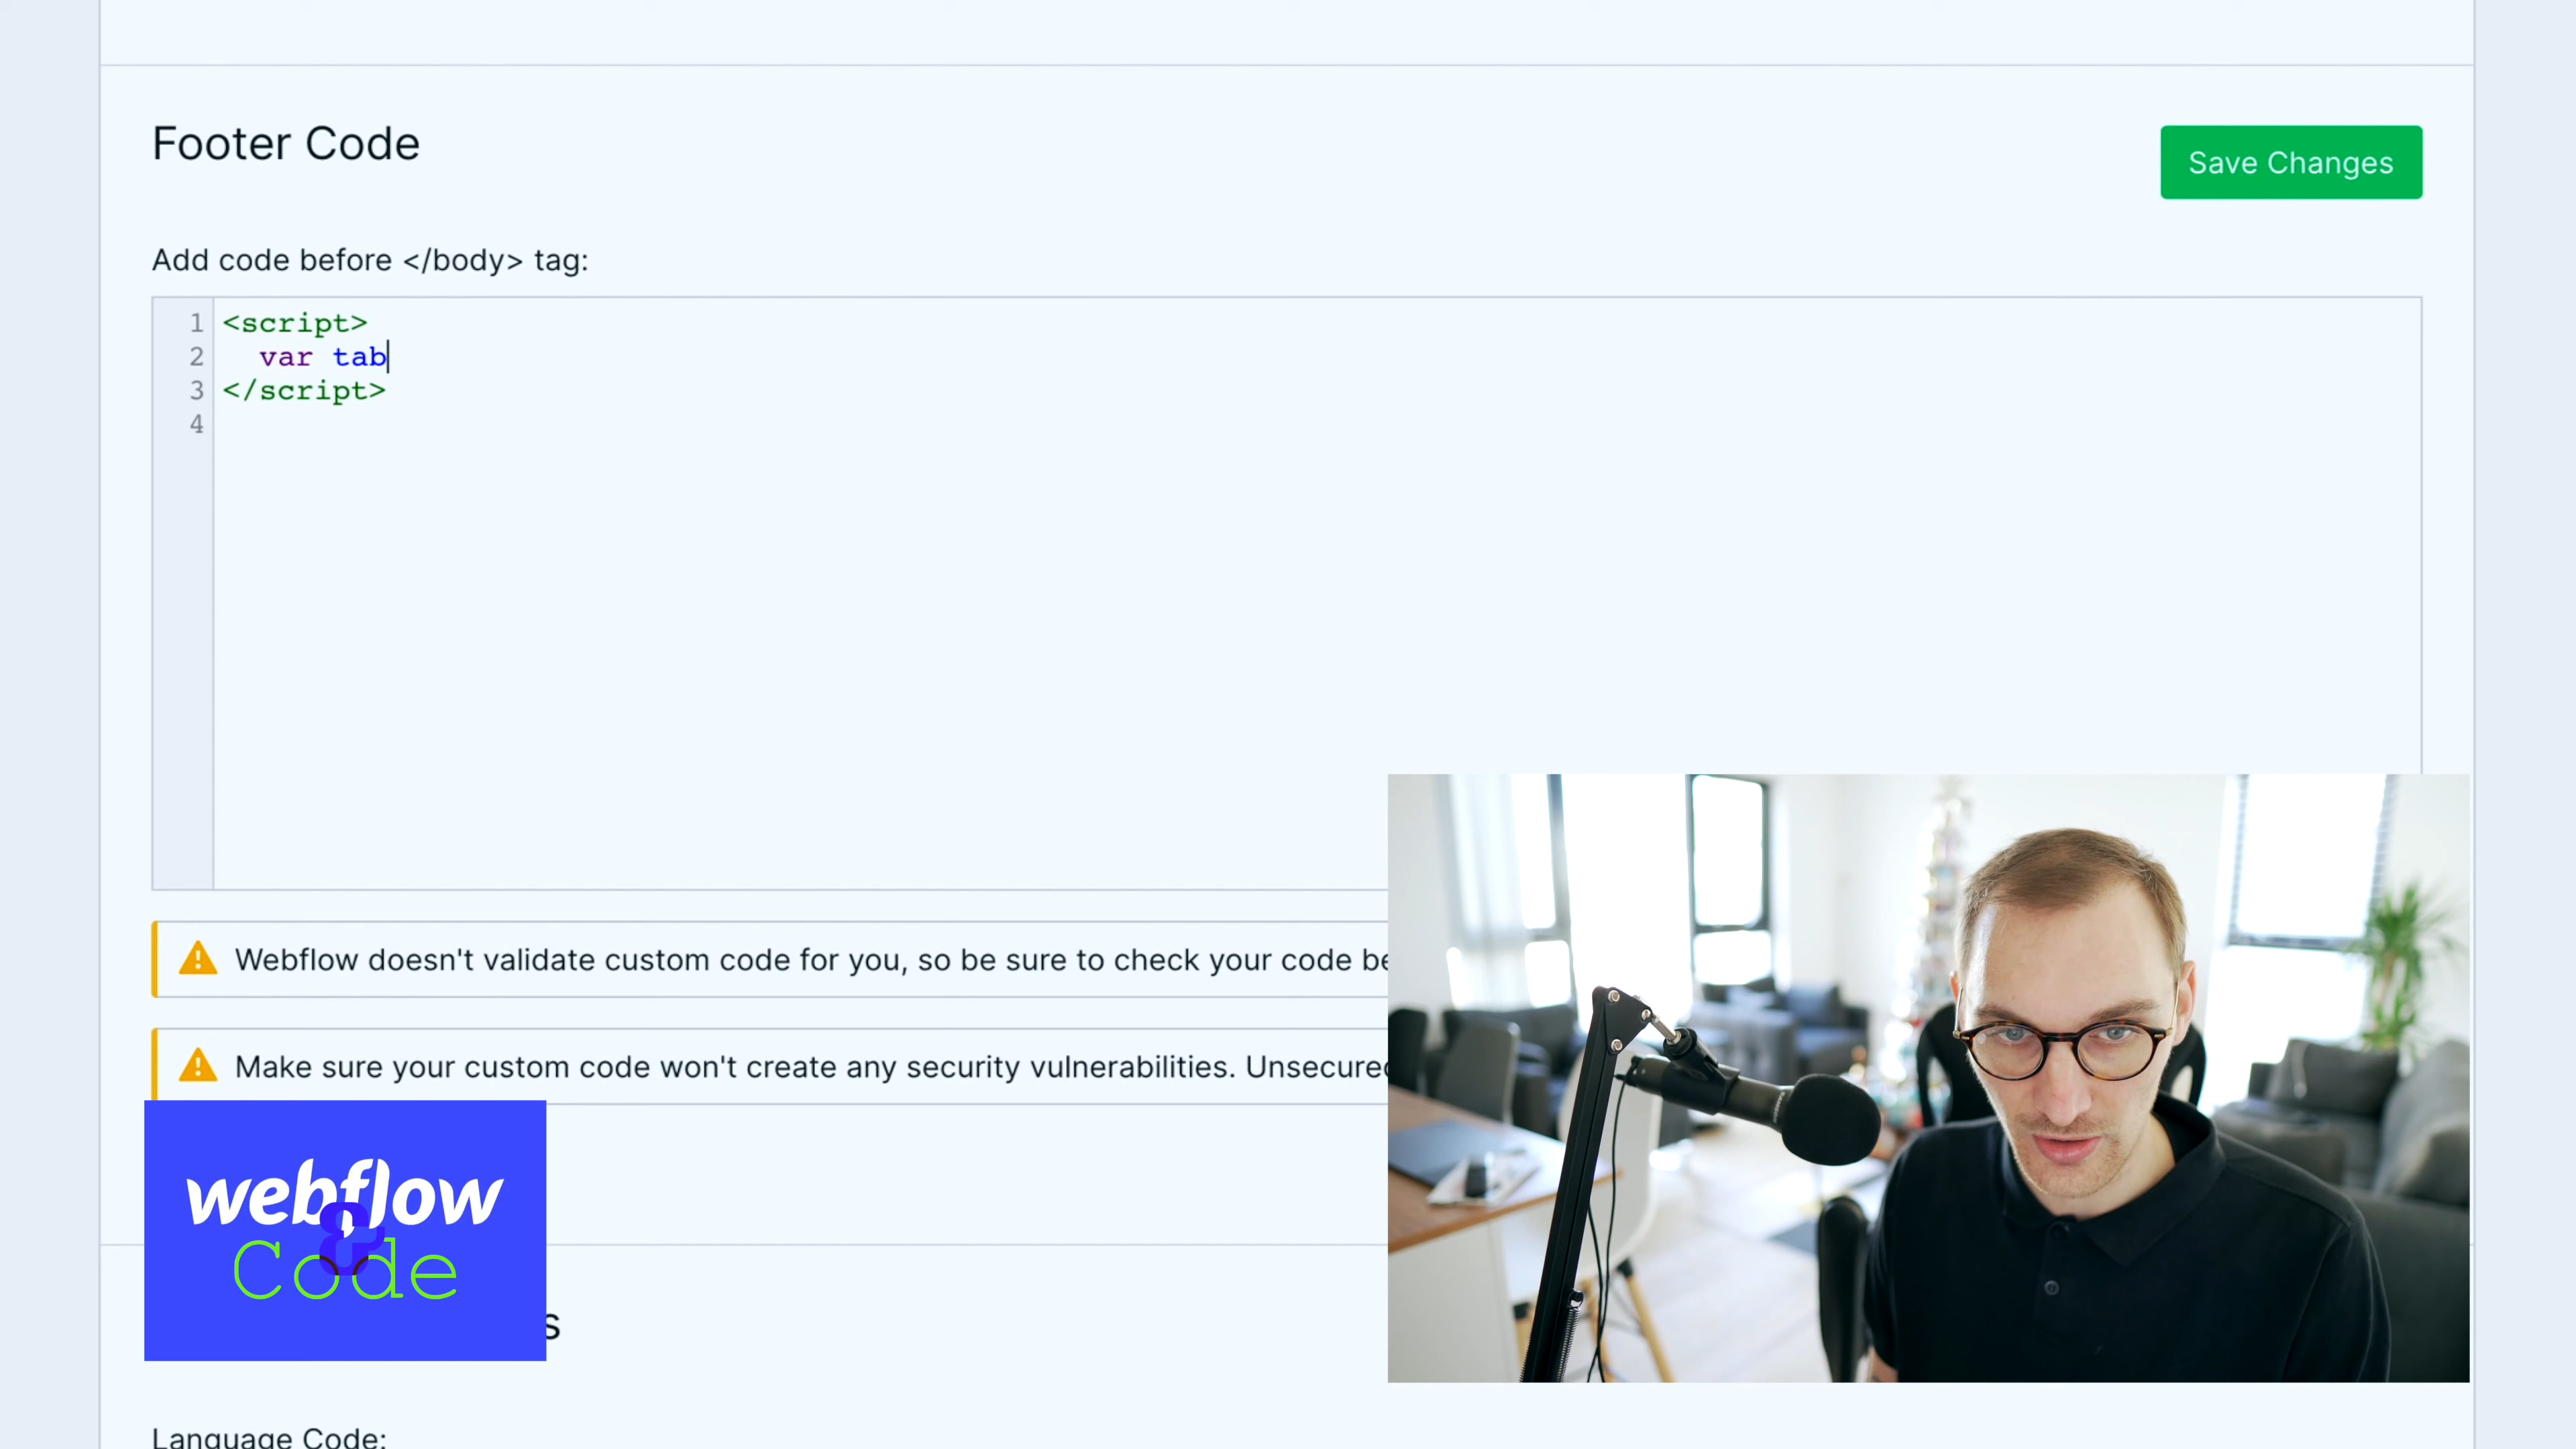 Footer Code
Save Changes
Add code before </body> tag:
1 <script>
2 var tab
3 </script>
4
Webflow doesn't validate custom code for you, so be sure to check your code
Make sure your custom code won't create any security vulnerabilities.
webflow
&
Code
Language Code: